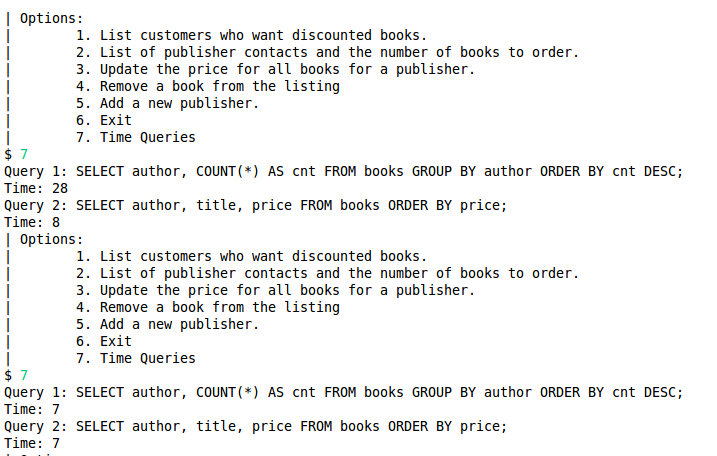 | Options:
|        1. List customers who want discounted books.
|        2. List of publisher contacts and the number of books to order.
|        3. Update the price for all books for a publisher.
|        4. Remove a book from the listing
|        5. Add a new publisher.
|        6. Exit
|        7. Time Queries
$ 7
Query 1: SELECT author, COUNT(*) AS cnt FROM books GROUP BY author ORDER BY cnt DESC;
Time: 28
Query 2: SELECT author, title, price FROM books ORDER BY price;
Time: 8
| Options:
|        1. List customers who want discounted books.
|        2. List of publisher contacts and the number of books to order.
|        3. Update the price for all books for a publisher.
|        4. Remove a book from the listing
|        5. Add a new publisher.
|        6. Exit
|        7. Time Queries
$ 7
Query 1: SELECT author, COUNT(*) AS cnt FROM books GROUP BY author ORDER BY cnt DESC;
Time: 7
Query 2: SELECT author, title, price FROM books ORDER BY price;
Time: 7